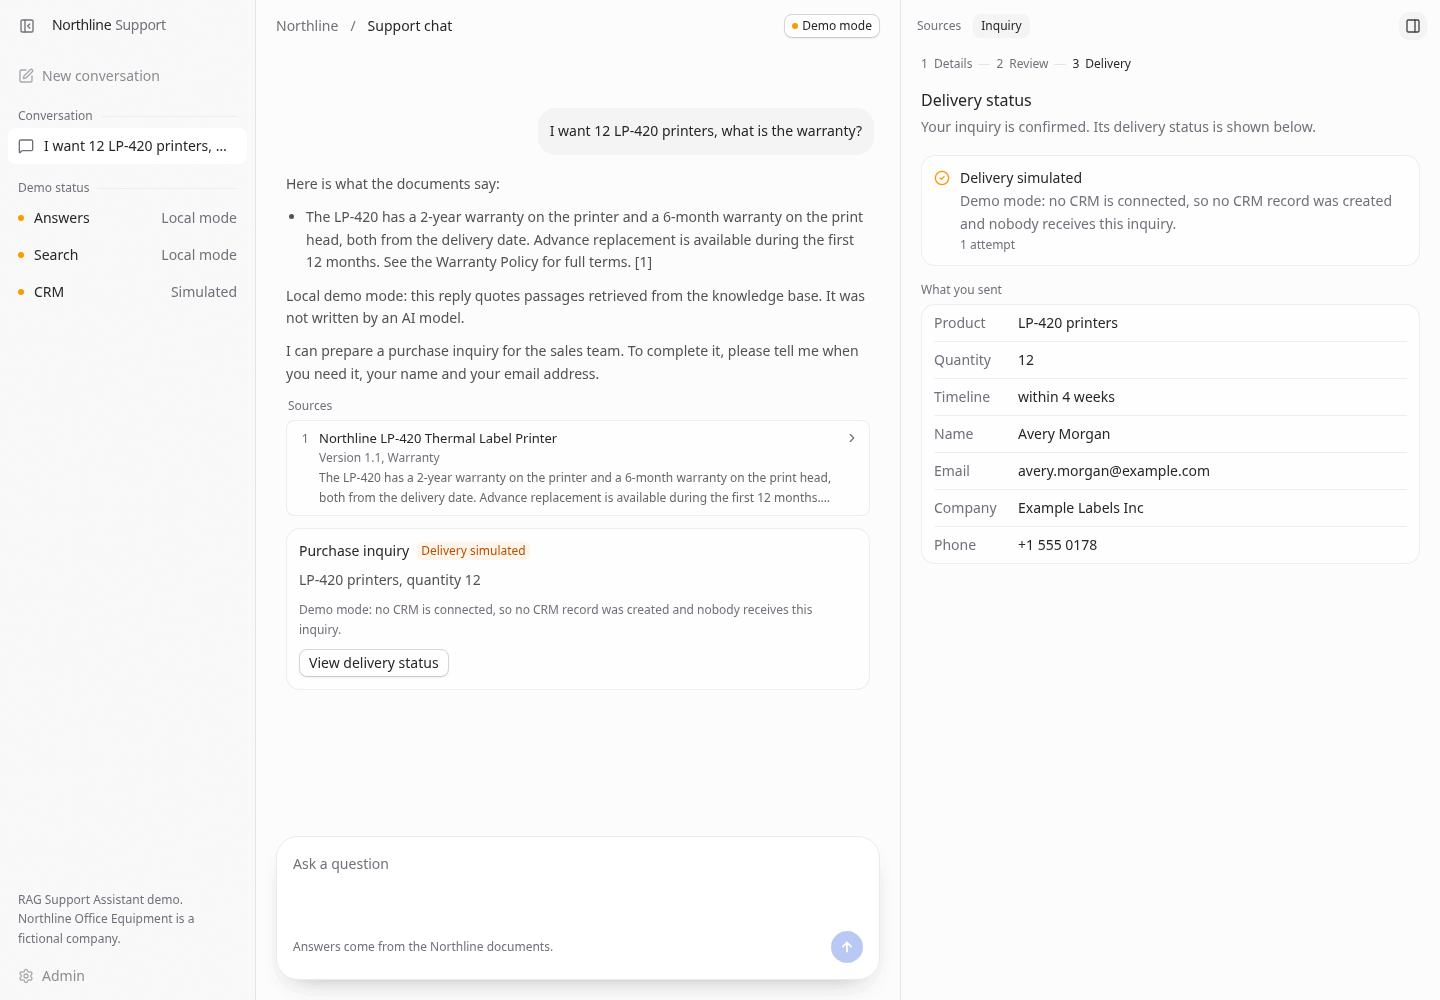 Northline Support
New conversation
Conversation
I want 12 LP-420 printers, ...
Demo status
Answers Local mode
Search Local mode
CRM Simulated
RAG Support Assistant demo.
Northline Office Equipment is a
fictional company.
Admin
Northline / Support chat
Demo mode
I want 12 LP-420 printers, what is the warranty?
Here is what the documents say:
• The LP-420 has a 2-year warranty on the printer and a 6-month warranty on the print
head, both from the delivery date. Advance replacement is available during the first
12 months. See the Warranty Policy for full terms. [1]
Local demo mode: this reply quotes passages retrieved from the knowledge base. It was
not written by an AI model.
I can prepare a purchase inquiry for the sales team. To complete it, please tell me when
you need it, your name and your email address.
Sources
1 Northline LP-420 Thermal Label Printer
Version 1.1, Warranty
The LP-420 has a 2-year warranty on the printer and a 6-month warranty on the print head,
both from the delivery date. Advance replacement is available during the first 12 months....
Purchase inquiry Delivery simulated
LP-420 printers, quantity 12
Demo mode: no CRM is connected, so no CRM record was created and nobody receives this
inquiry.
View delivery status
Ask a question
Answers come from the Northline documents.
Sources Inquiry
1 Details — 2 Review — 3 Delivery
Delivery status
Your inquiry is confirmed. Its delivery status is shown below.
Delivery simulated
Demo mode: no CRM is connected, so no CRM record was created
and nobody receives this inquiry.
1 attempt
What you sent
Product LP-420 printers
Quantity 12
Timeline within 4 weeks
Name Avery Morgan
Email avery.morgan@example.com
Company Example Labels Inc
Phone +1 555 0178